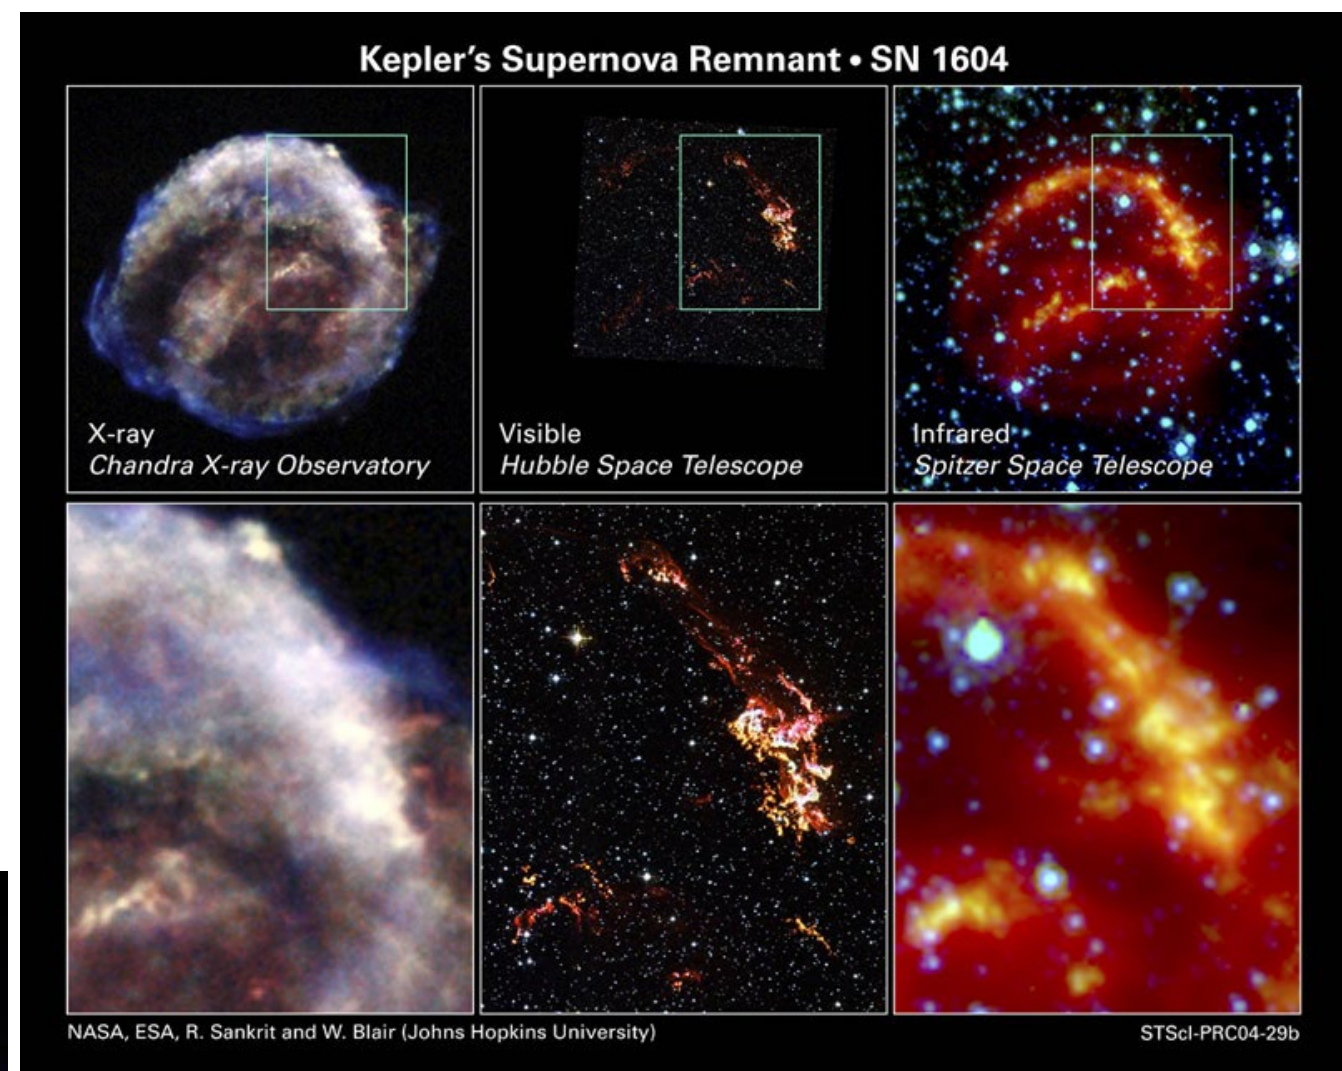 Kepler's Supernova Remnant • SN 1604
X-ray
Chandra X-ray Observatory
Visible
Hubble Space Telescope
Infrared
Spitzer Space Telescope
NASA, ESA, R. Sankrit and W. Blair (Johns Hopkins University)
STScI-PRC04-29b